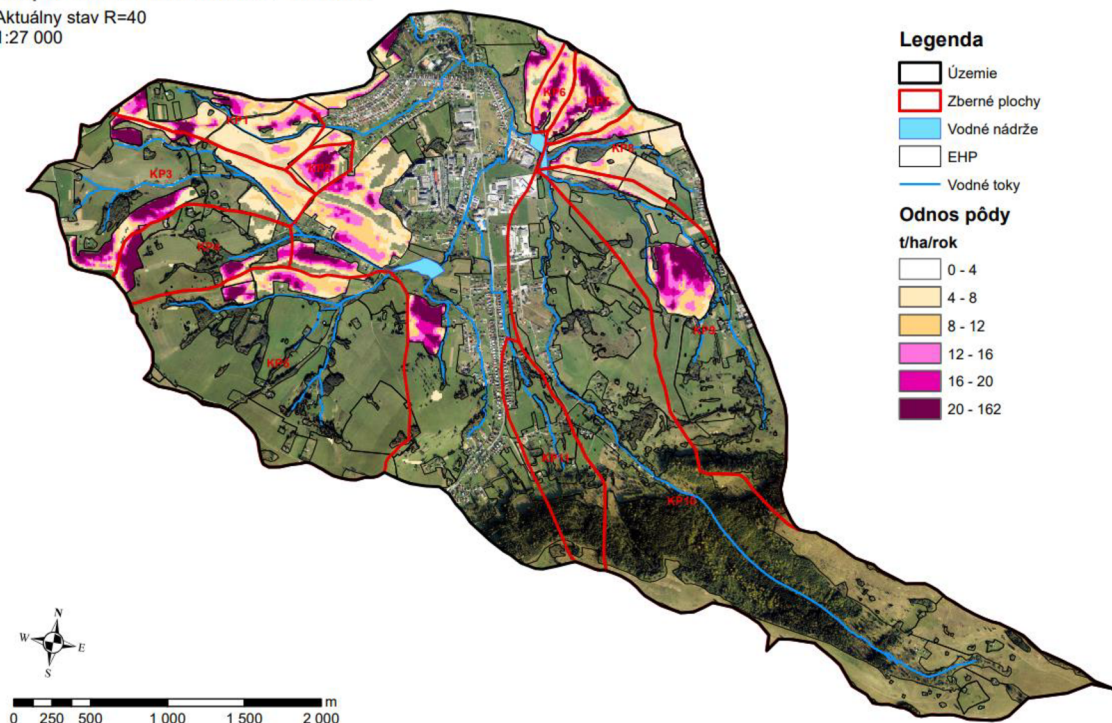 Aktuálny stav R=40
1:27 000
Legenda
Územie
Zberné plochy
Vodné nádrže
EHP
Vodné toky
Odnos pôdy
t/ha/rok
0 - 4
4 - 8
8 - 12
12 - 16
16 - 20
20 - 162
KP6
KP1
KP8
KP3
KP9
KP5
KP11
KP10
N
W
E
S
m
0 250 500 1 000 1 500 2 000